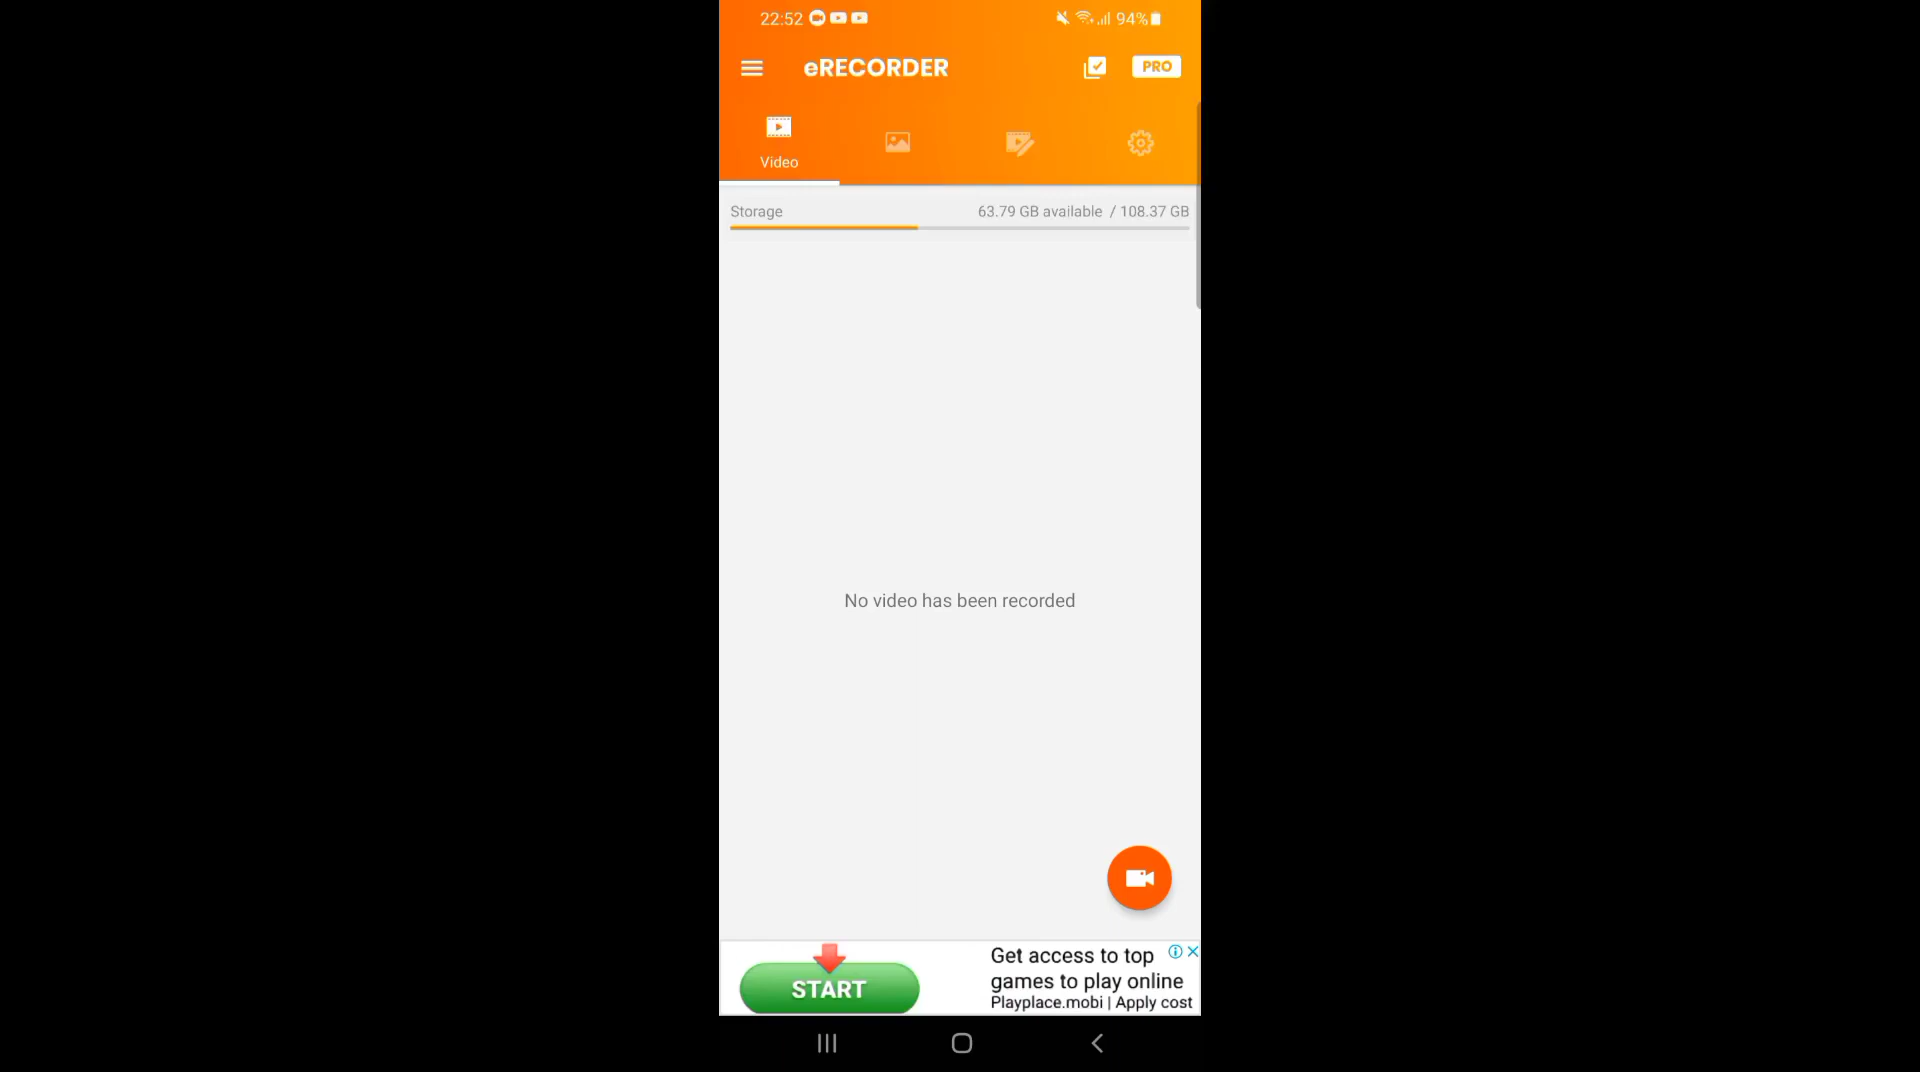 22:52 94%
eRECORDER PRO
Video
Storage 63.79 GB available / 108.37 GB
No video has been recorded
START
Get access to top
games to play online
Playplace.mobi | Apply cost